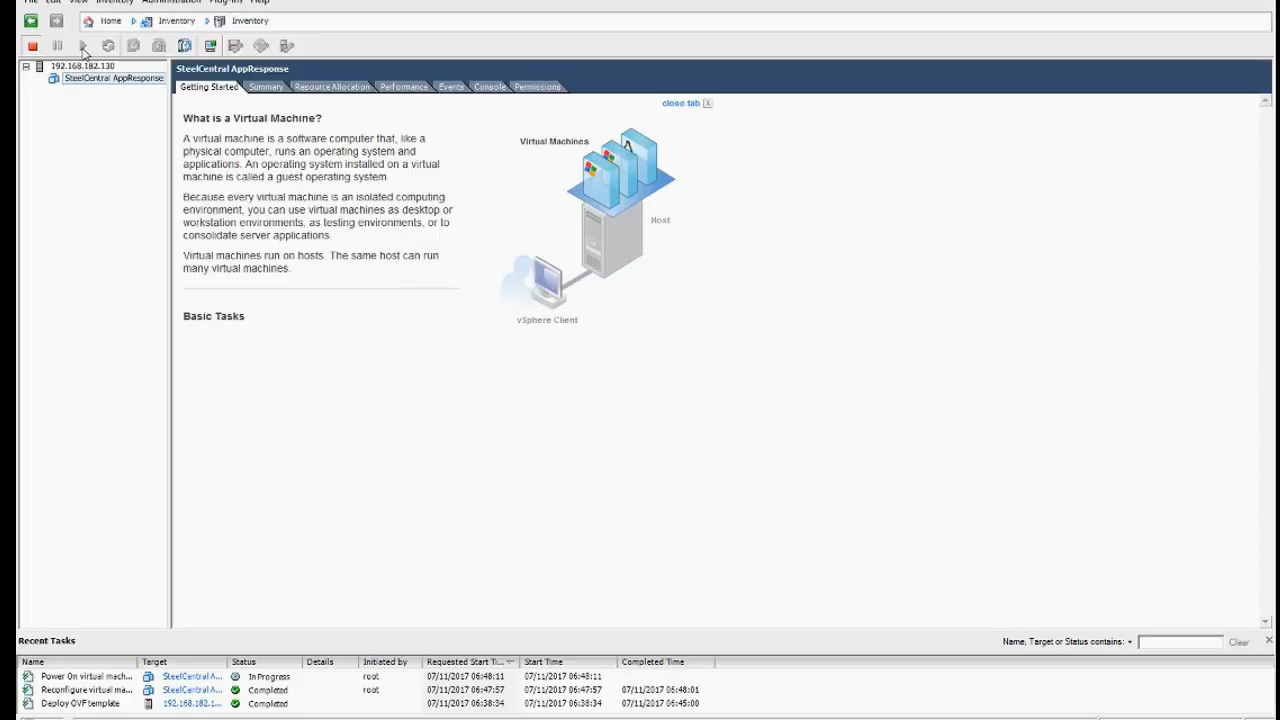 File Edit View Inventory Administration Plug-ins Help
Home Inventory Inventory
192.168.182.130
SteelCentral AppResponse
SteelCentral AppResponse
Getting Started Summary Resource Allocation Performance Events Console Permissions
close tab X
What is a Virtual Machine?
A virtual machine is a software computer that, like a
physical computer, runs an operating system and
applications. An operating system installed on a virtual
machine is called a guest operating system.
Because every virtual machine is an isolated computing
environment, you can use virtual machines as desktop or
workstation environments, as testing environments, or to
consolidate server applications.
Virtual machines run on hosts. The same host can run
many virtual machines.
Basic Tasks
Virtual Machines
Host
vSphere Client
Recent Tasks
Name, Target or Status contains: Clear
Name Target Status Details Initiated by Requested Start Ti... Start Time Completed Time
Power On virtual mach... SteelCentral A... In Progress root 07/11/2017 06:48:11 07/11/2017 06:48:11
Reconfigure virtual ma... SteelCentral A... Completed root 07/11/2017 06:47:57 07/11/2017 06:47:57 07/11/2017 06:48:01
Deploy OVF template 192.168.182.1... Completed 07/11/2017 06:38:34 07/11/2017 06:38:34 07/11/2017 06:45:00